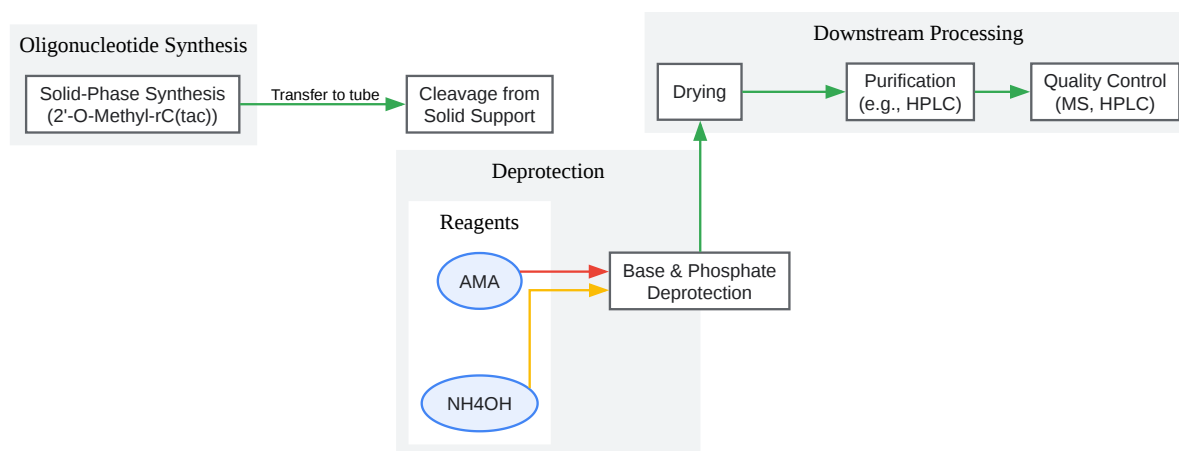 Oligonucleotide Synthesis
Solid-Phase Synthesis
(2'-O-Methyl-rC(tac))
Transfer to tube
Cleavage from
Solid Support
Downstream Processing
Drying
Purification
(e.g., HPLC)
Quality Control
(MS, HPLC)
Deprotection
Reagents
AMA
NH4OH
Base & Phosphate
Deprotection